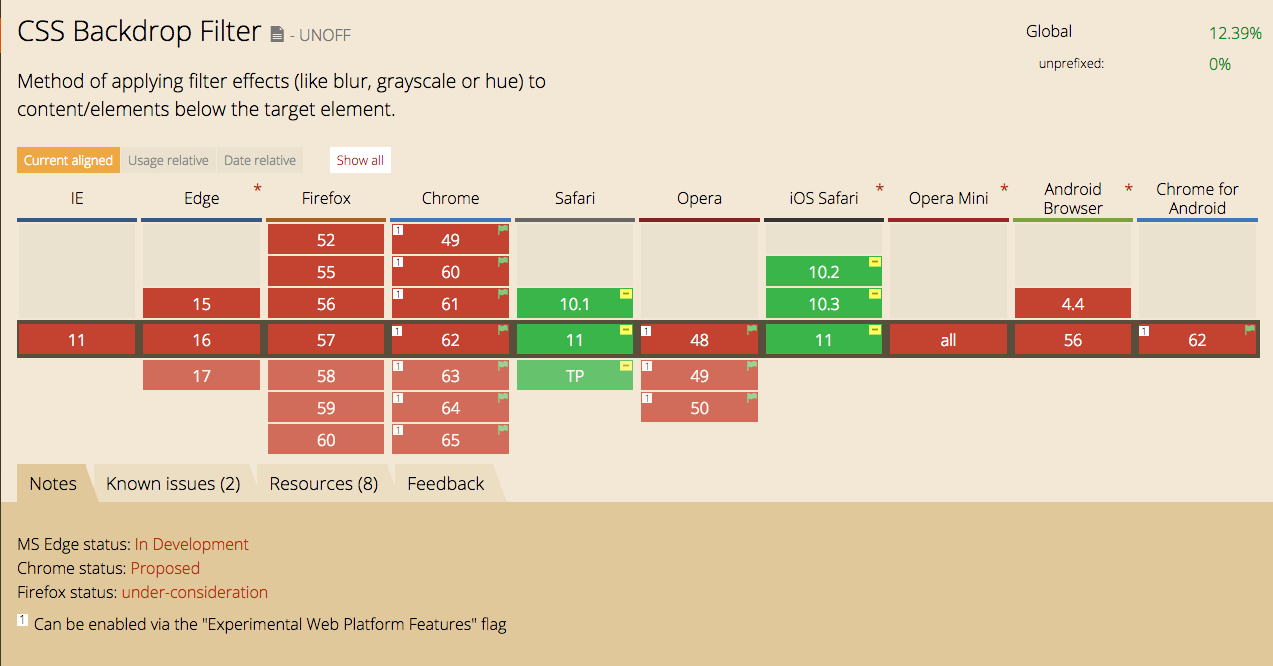 CSS Backdrop Filter - UNOFF
Global 12.39%
unprefixed: 0%
Method of applying filter effects (like blur, grayscale or hue) to
content/elements below the target element.
Current aligned Usage relative Date relative Show all
IE Edge * Firefox Chrome Safari Opera iOS Safari * Opera Mini * Android Browser * Chrome for Android
52 1 49
55 1 60 10.2
15 56 1 61 10.1 10.3 4.4
11 16 57 1 62 11 1 48 11 all 56 1 62
17 58 1 63 TP 1 49
59 1 64 1 50
60 1 65
Notes Known issues (2) Resources (8) Feedback
MS Edge status: In Development
Chrome status: Proposed
Firefox status: under-consideration
1 Can be enabled via the "Experimental Web Platform Features" flag